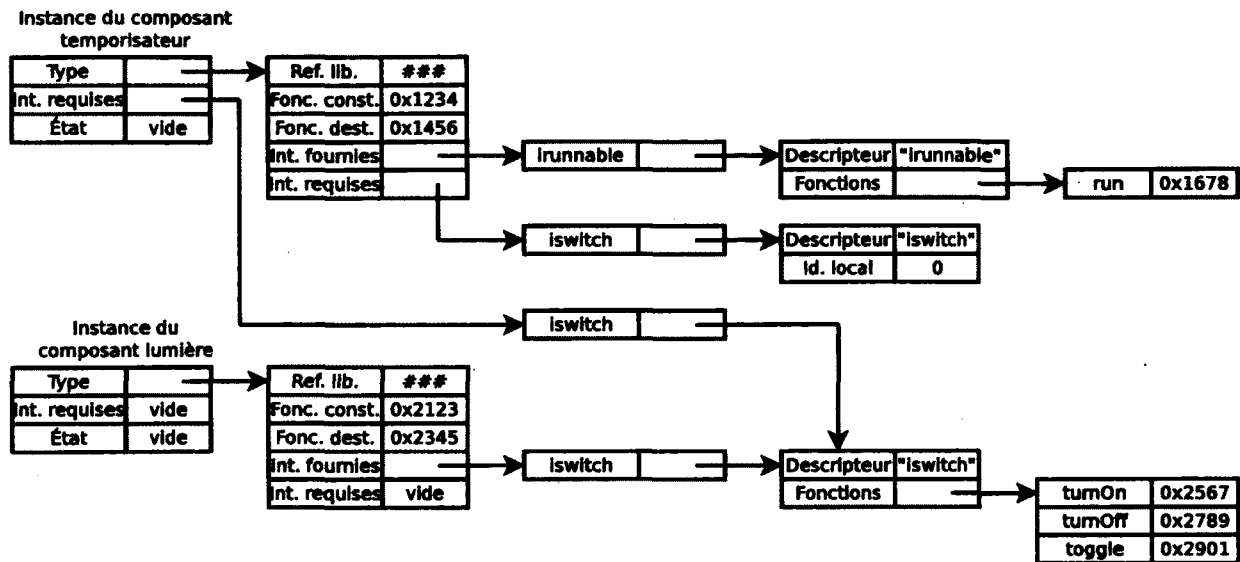 Instance du composant
temporisateur
Type
Int. requises
État vide
Ref. lib. ###
Fonc. const. 0x1234
Fonc. dest. 0x1456
Int. fournies
Int. requises
irunnable
Descripteur "irunnable"
Fonctions
run 0x1678
iswitch
Descripteur "iswitch"
Id. local 0
iswitch
Instance du
composant lumière
Type
Int. requises vide
État vide
Ref. lib. ###
Fonc. const. 0x2123
Fonc. dest. 0x2345
Int. fournies
Int. requises vide
iswitch
Descripteur "iswitch"
Fonctions
turnOn 0x2567
turnOff 0x2789
toggle 0x2901